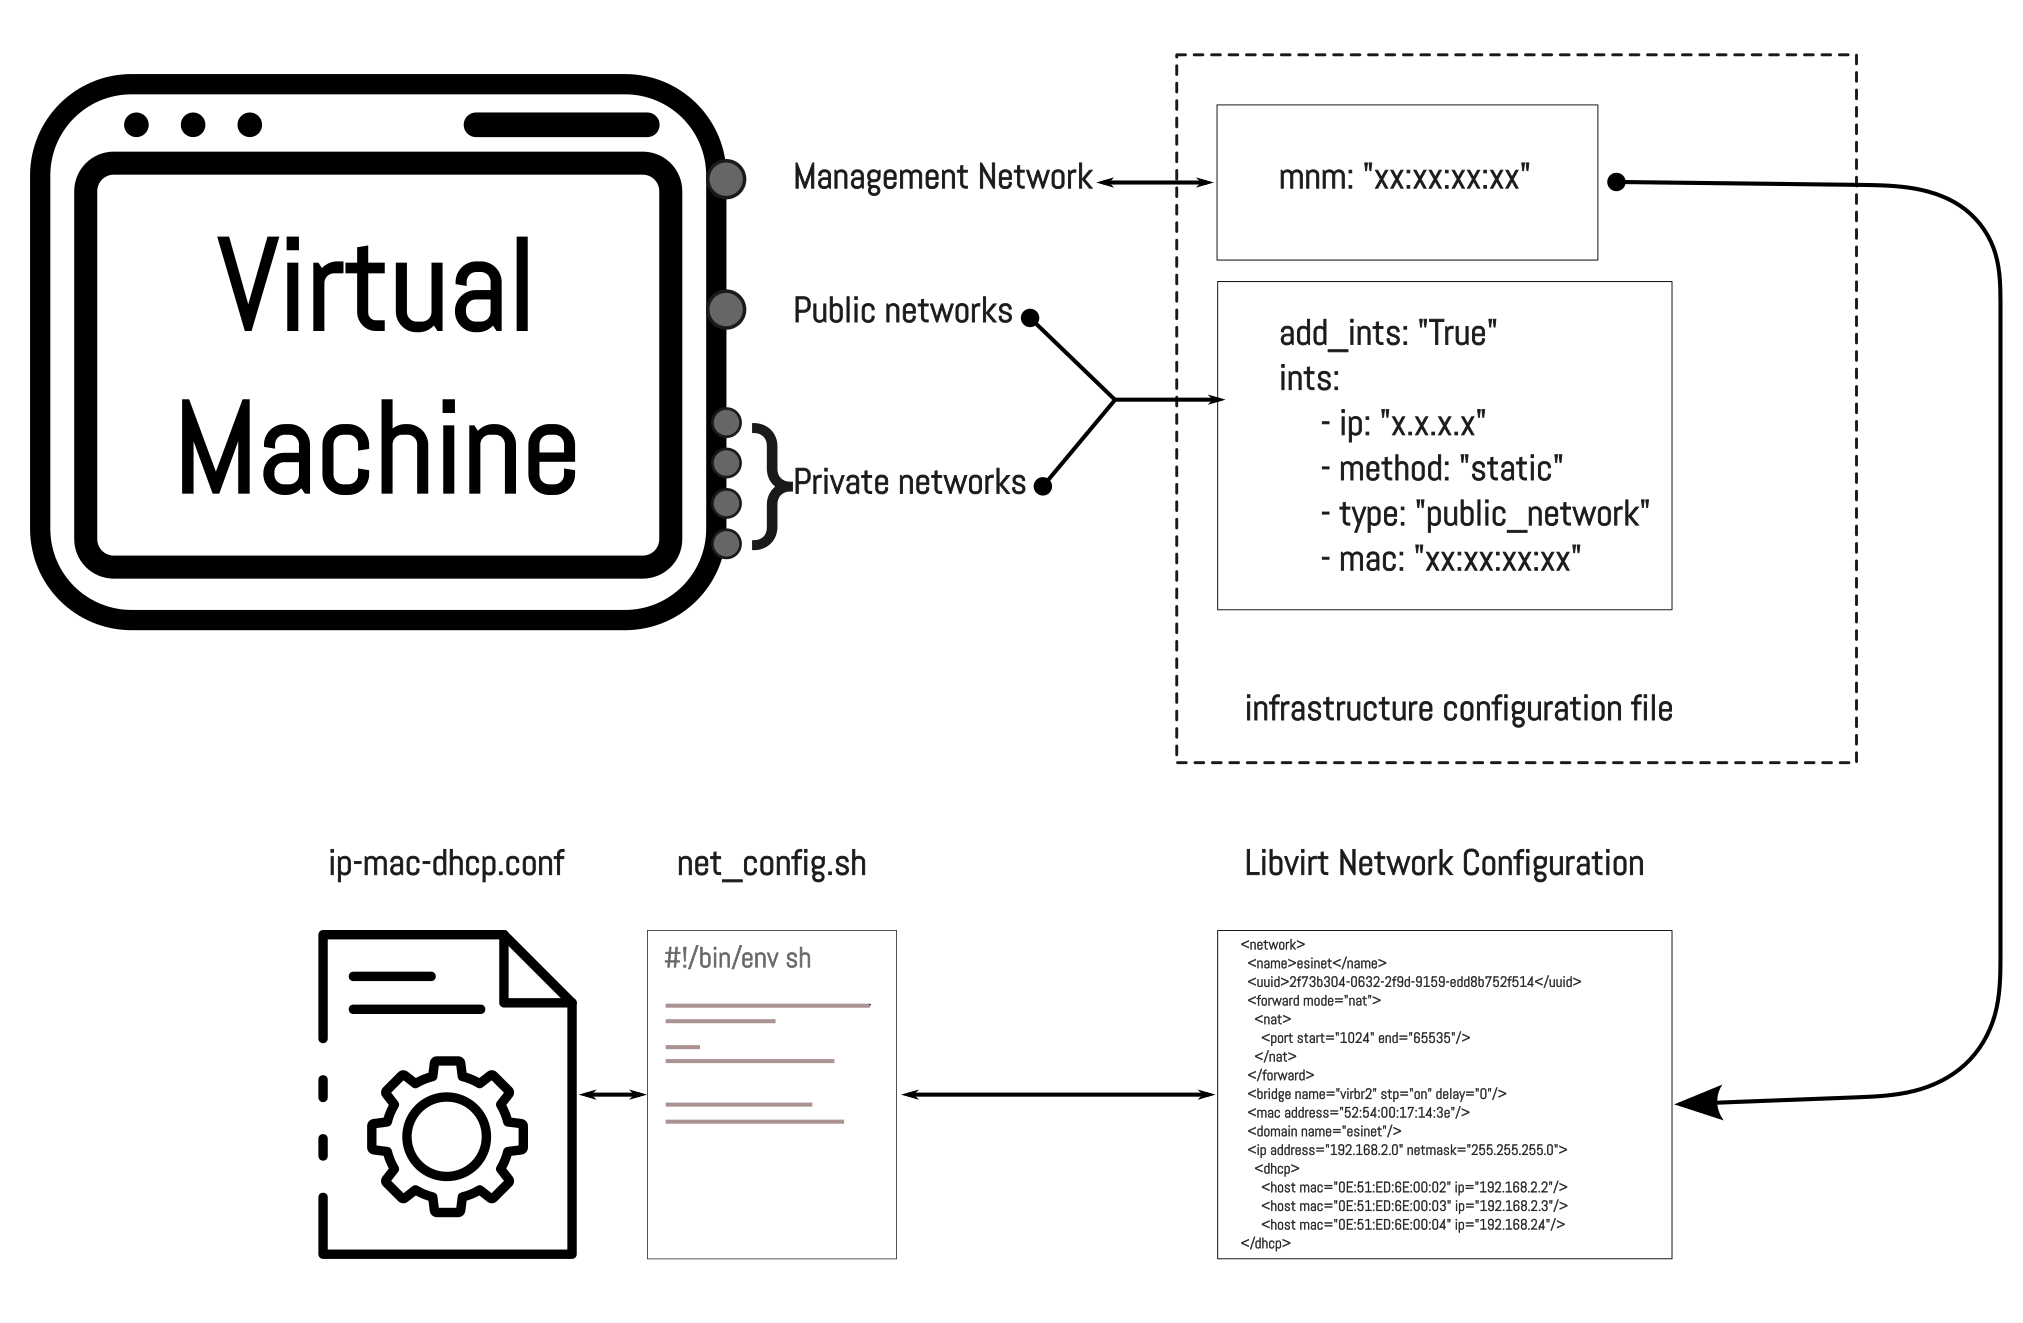 Virtual
Machine
Management Network
Public networks
Private networks
mnm: "xx:xx:xx:xx"
add_ints: "True"
ints:
- ip: "x.x.x.x"
- method: "static"
- type: "public_network"
- mac: "xx:xx:xx:xx"
infrastructure configuration file
ip-mac-dhcp.conf
net_config.sh
Libvirt Network Configuration
#!/bin/env sh
<network>
<name>esinet</name>
<uuid>2f73b304-0632-2f9d-9159-edd8b752f514</uuid>
<forward mode="nat">
<nat>
<port start="1024" end="65535"/>
</nat>
</forward>
<bridge name="virbr2" stp="on" delay="0"/>
<mac address="52:54:00:17:14:3e"/>
<domain name="esinet"/>
<ip address="192.168.2.0" netmask="255.255.255.0">
<dhcp>
<host mac="0E:51:ED:6E:00:02" ip="192.168.2.2"/>
<host mac="0E:51:ED:6E:00:03" ip="192.168.2.3"/>
<host mac="0E:51:ED:6E:00:04" ip="192.168.24"/>
</dhcp>